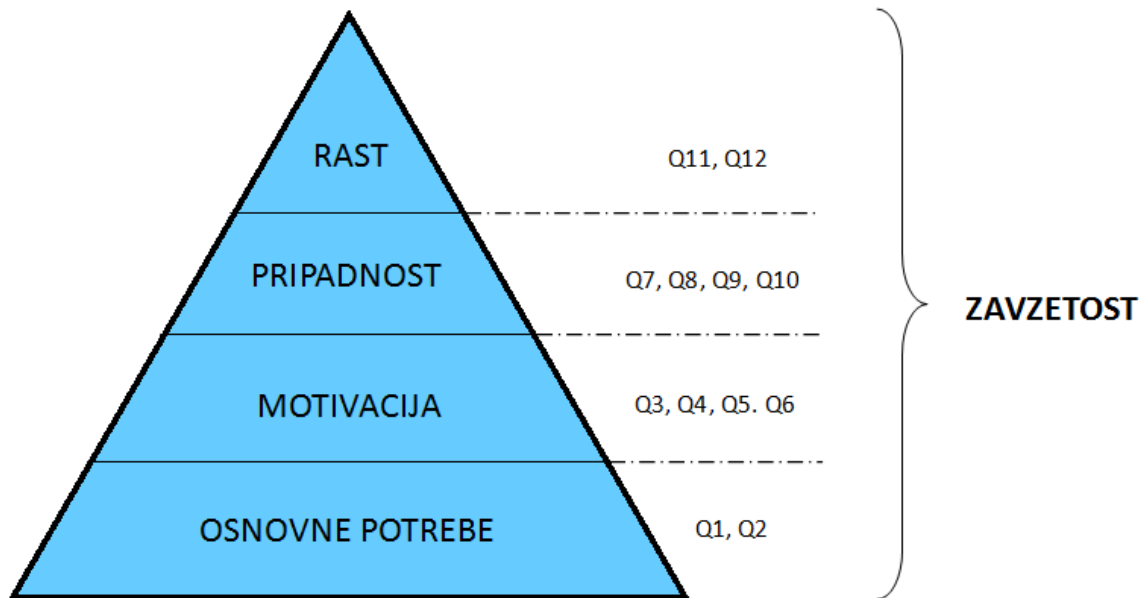 RAST
Q11, Q12
PRIPADNOST
Q7, Q8, Q9, Q10
ZAVZETOST
MOTIVACIJA
Q3, Q4, Q5. Q6
OSNOVNE POTREBE
Q1, Q2